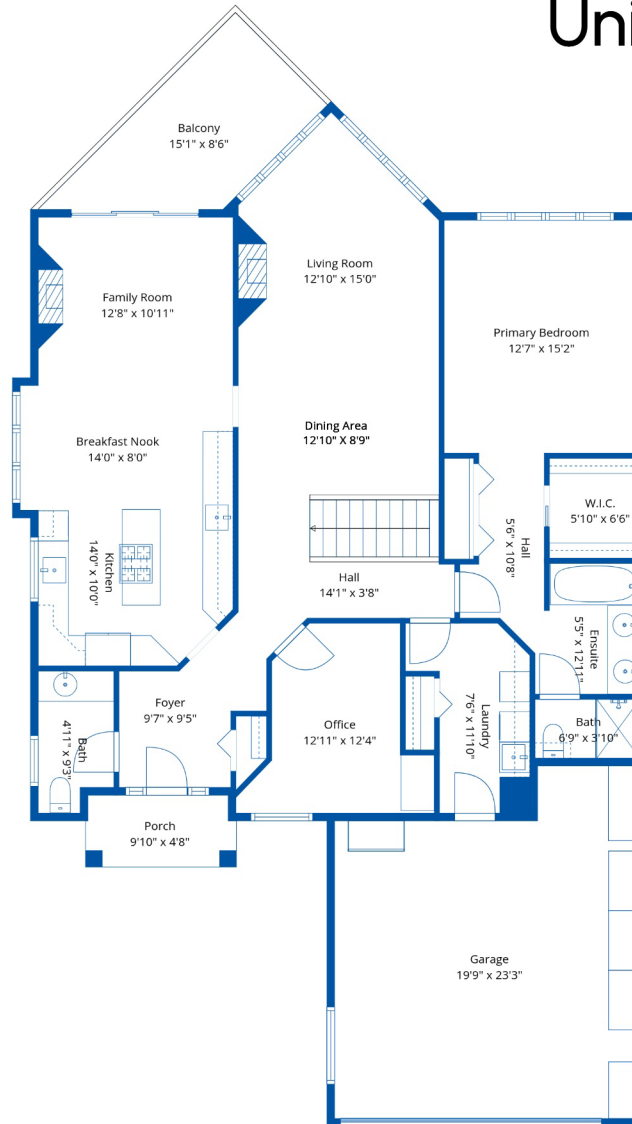 Uni
Balcony
15'1" x 8'6"
Living Room
12'10" x 15'0"
Family Room
12'8" x 10'11"
Primary Bedroom
12'7" x 15'2"
Dining Area
12'10" X 8'9"
Breakfast Nook
14'0" x 8'0"
W.I.C.
5'10" x 6'6"
Hall
5'6" x 10'8"
Kitchen
14'0" x 10'0"
Hall
14'1" x 3'8"
Ensuite
5'5" x 12'11"
Foyer
9'7" x 9'5"
Office
12'11" x 12'4"
Laundry
7'6" x 11'10"
Bath
6'9" x 3'10"
Bath
4'11" x 9'3"
Porch
9'10" x 4'8"
Garage
19'9" x 23'3"